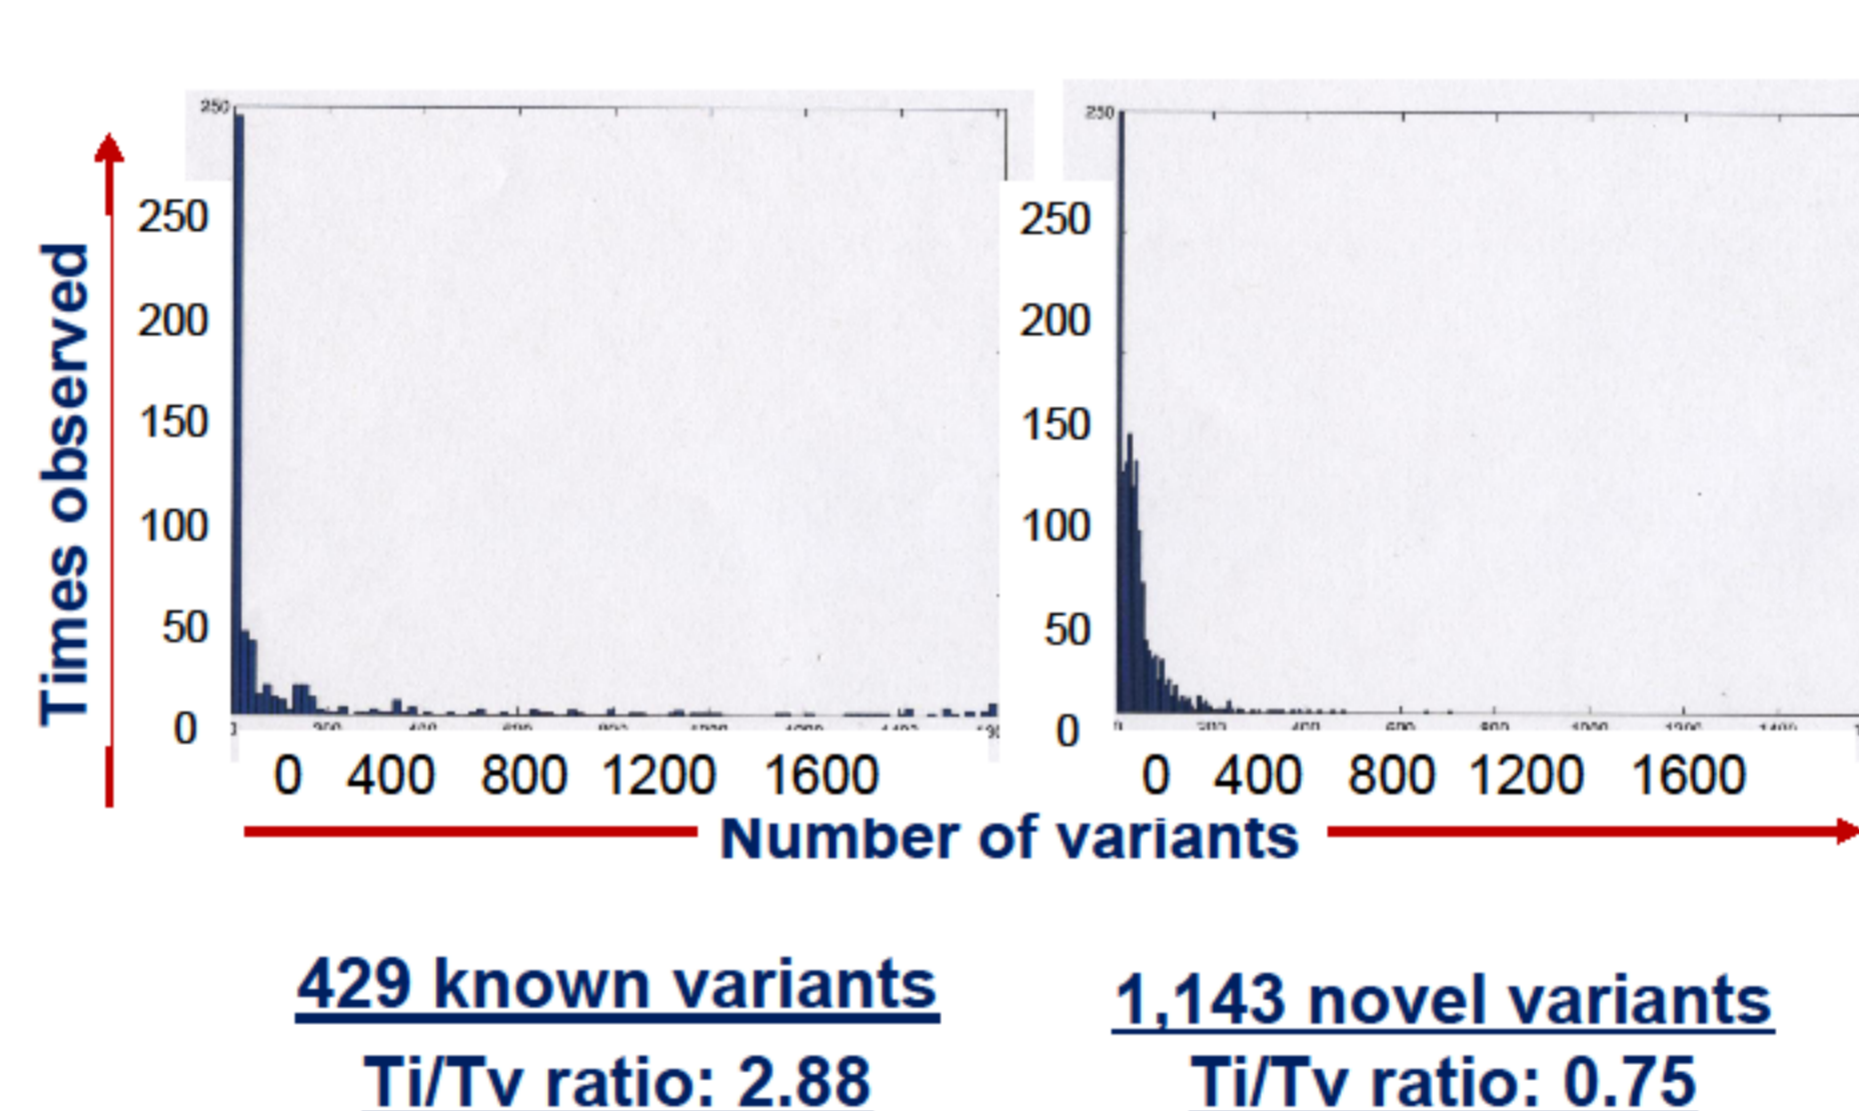 250
250
200
150
100
50
0
Times observed
0 400 800 1200 1600
250
250
200
150
100
50
0
0 400 800 1200 1600
Number of variants
429 known variants
Ti/Tv ratio: 2.88
1,143 novel variants
Ti/Tv ratio: 0.75